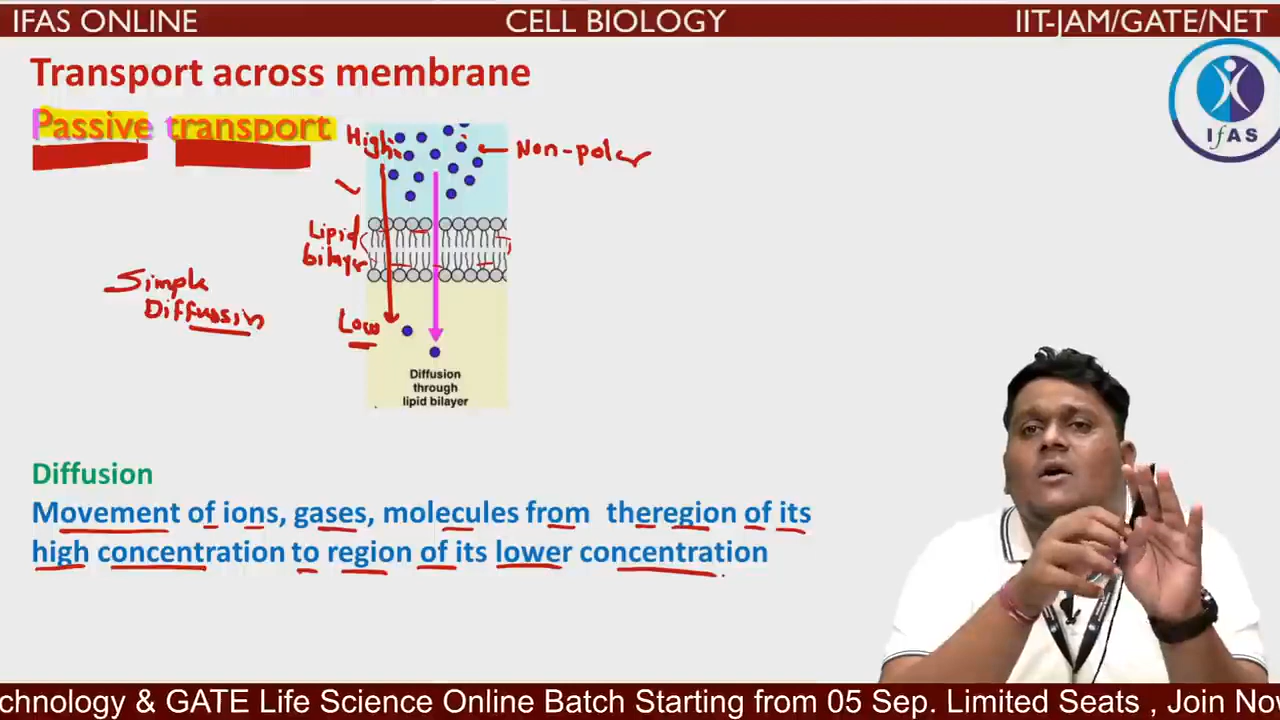 IFAS ONLINE
CELL BIOLOGY
IIT-JAM/GATE/NET
Transport across membrane
Passive transport
High
Non-polar
IfAS
Lipid
bilayer
Simple
Diffusin
Low
Diffusion
through
lipid bilayer
Diffusion
Movement of ions, gases, molecules from theregion of its
high concentration to region of its lower concentration
chnology & GATE Life Science Online Batch Starting from 05 Sep. Limited Seats , Join Now